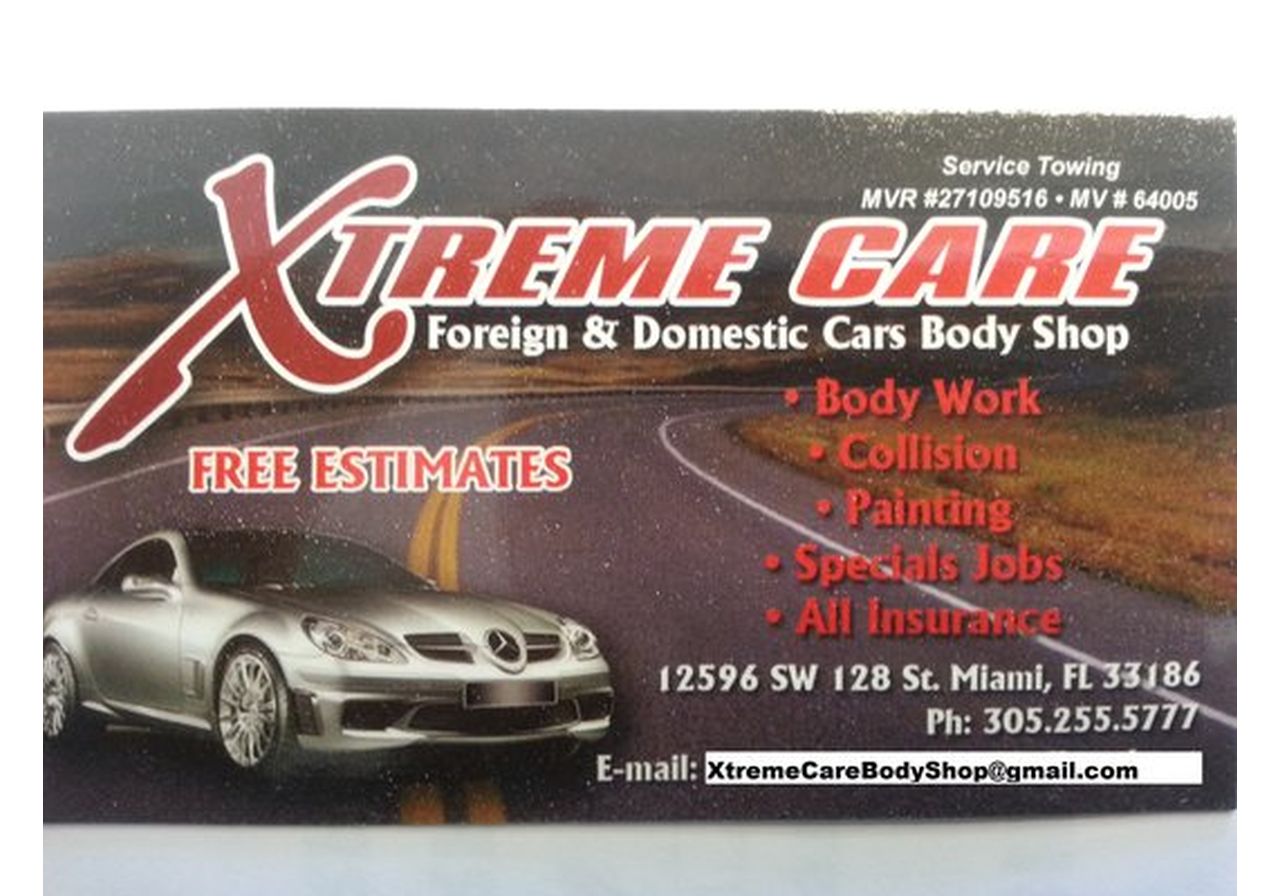 Service Towing
MVR #27109516 • MV # 64005
XTREME CARE
Foreign & Domestic Cars Body Shop
• Body Work
• Collision
FREE ESTIMATES
• Painting
• Specials Jobs
• All Insurance
12596 SW 128 St. Miami, FL 33186
Ph: 305.255.5777
E-mail: XtremeCareBodyShop@gmail.com